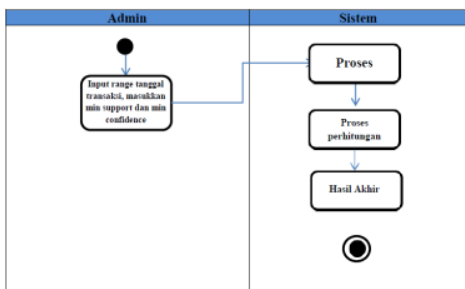 Admin
Sistem
Input range tanggal
transaksi, masukkan
min support dan min
confidence
Proses
Proses
perhitungan
Hasil Akhir